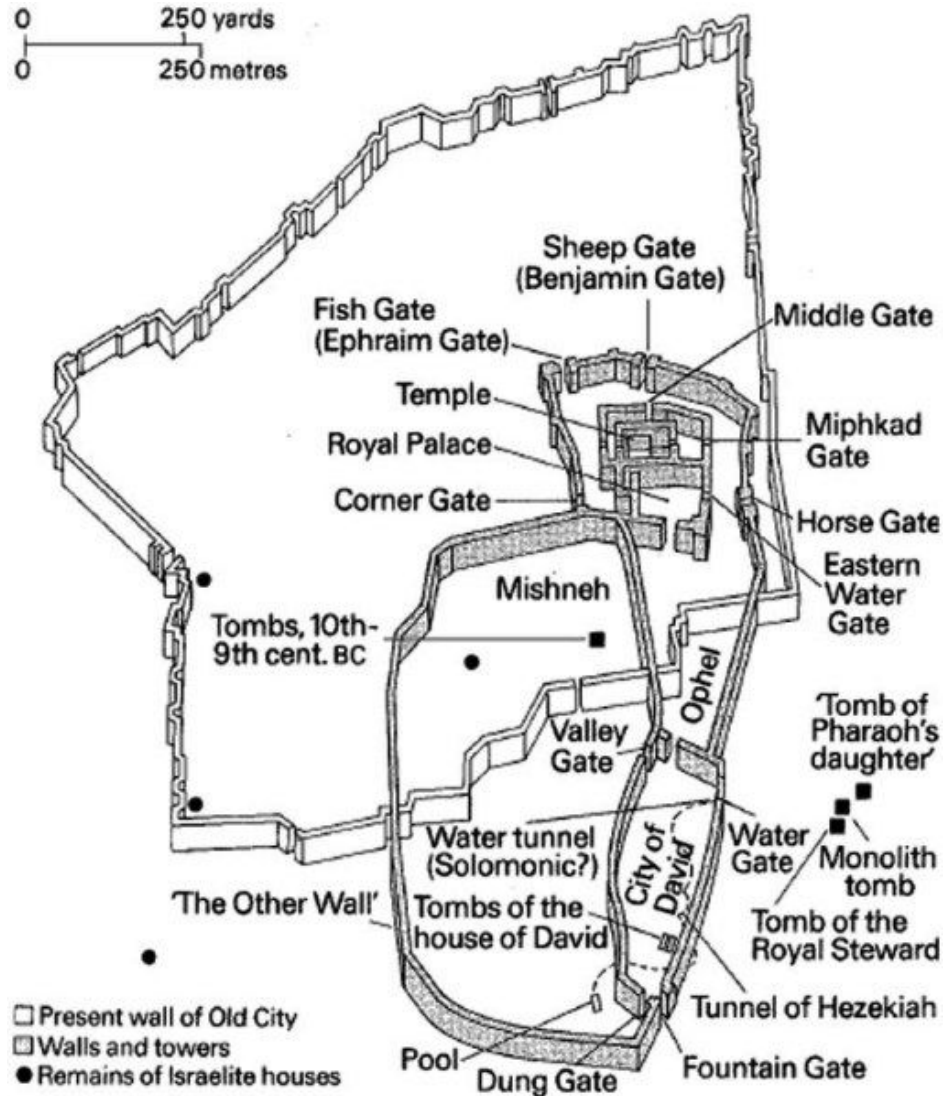 0 250 yards
0 250 metres
Sheep Gate
(Benjamin Gate)
Fish Gate
(Ephraim Gate)
Middle Gate
Temple
Royal Palace
Miphkad
Gate
Corner Gate
Horse Gate
Mishneh
Eastern
Water
Gate
Tombs, 10th-
9th cent. BC
Ophel
Valley
Gate
'Tomb of
Pharaoh's
daughter'
Water tunnel
(Solomonic?)
City of
David
Water
Gate
Monolith
tomb
'The Other Wall'
Tombs of the
house of David
Tomb of the
Royal Steward
Tunnel of Hezekiah
Present wall of Old City
Walls and towers
Remains of Israelite houses
Pool
Dung Gate
Fountain Gate